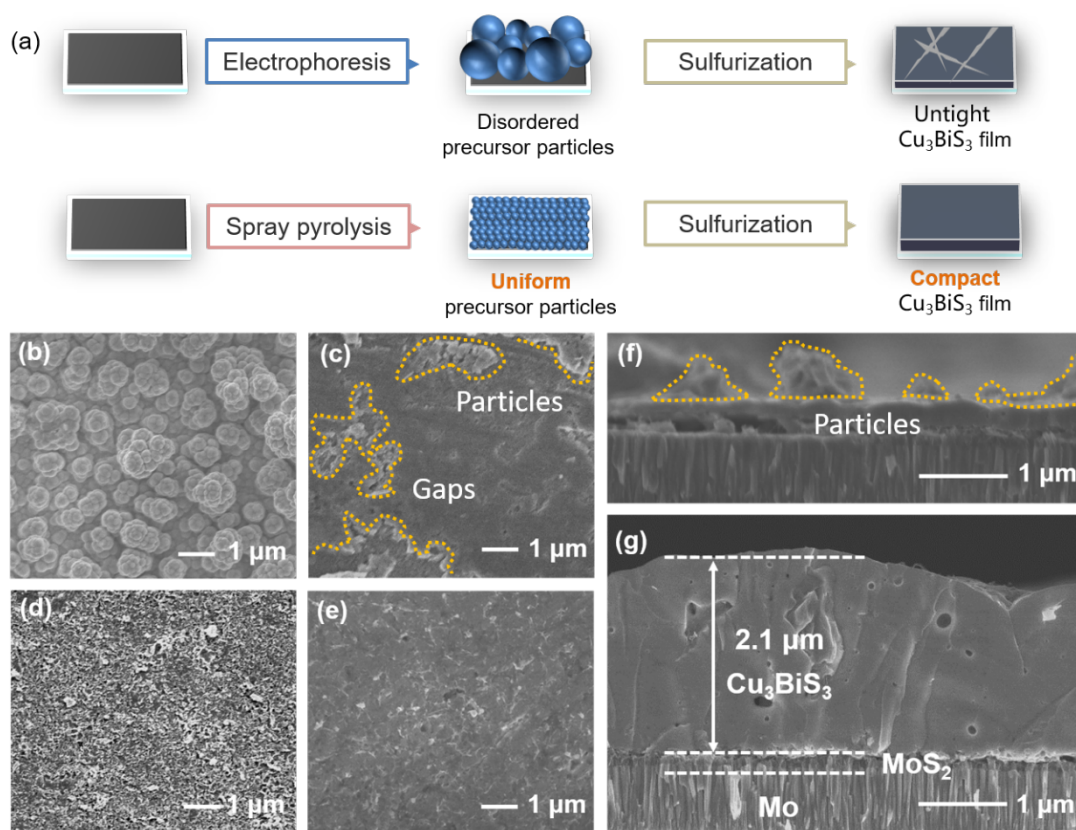 (a)
Electrophoresis
Sulfurization
Disordered
precursor particles
Untight
Cu₃BiS₃ film
Spray pyrolysis
Sulfurization
Uniform
precursor particles
Compact
Cu₃BiS₃ film
(b)
1 μm
(c)
Particles
Gaps
1 μm
(f)
Particles
1 μm
(d)
1 μm
(e)
1 μm
(g)
2.1 μm
Cu₃BiS₃
MoS₂
Mo
1 μm